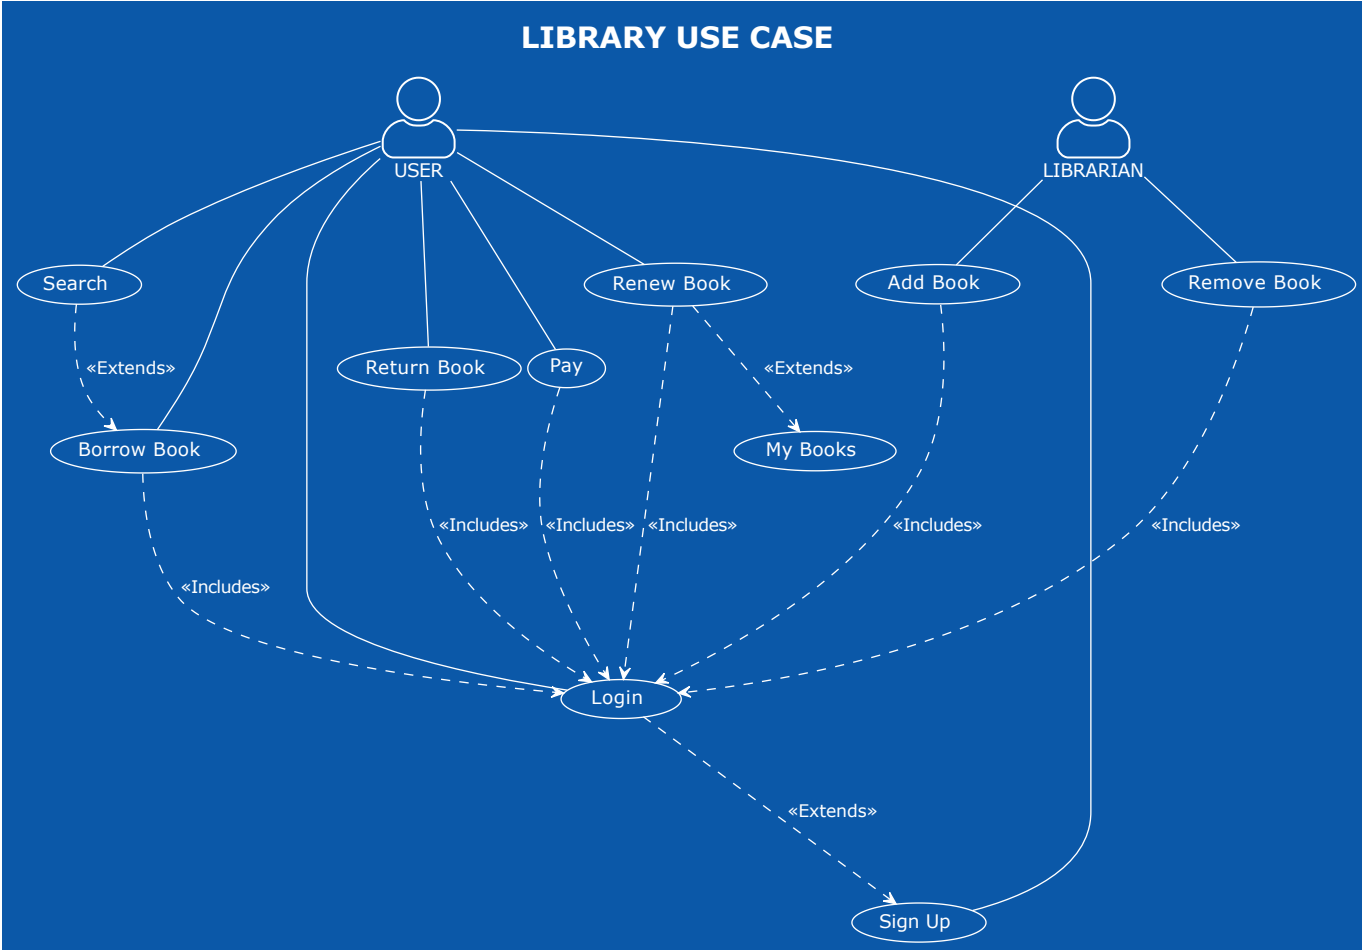 LIBRARY USE CASE
USER
LIBRARIAN
Search
Renew Book
Add Book
Remove Book
«Extends»
Return Book
Pay
«Extends»
Borrow Book
My Books
«Includes»
«Includes»
«Includes»
«Includes»
«Includes»
«Includes»
Login
«Extends»
Sign Up